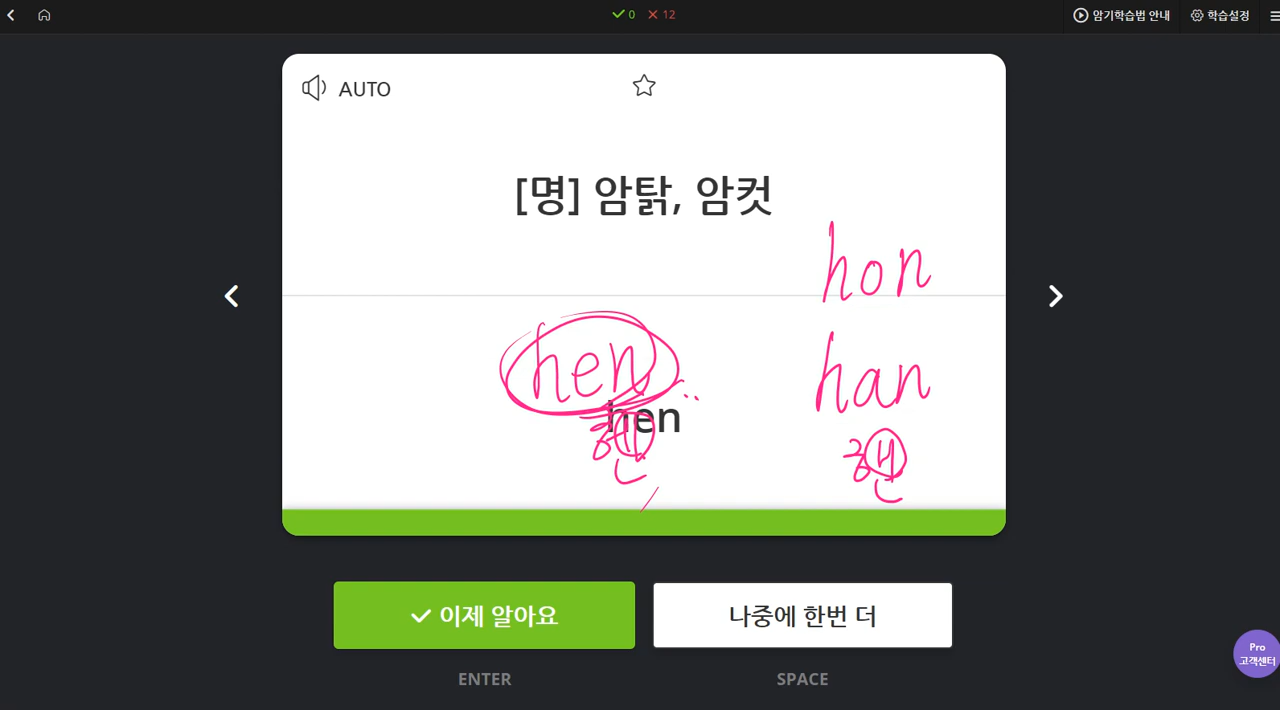 0 12 암기학습법 안내 학습설정
AUTO
[명] 암탉, 암컷
hon
hen
han
hen
헨
핸
이제 알아요 나중에 한번 더
Pro
고객센터
ENTER SPACE